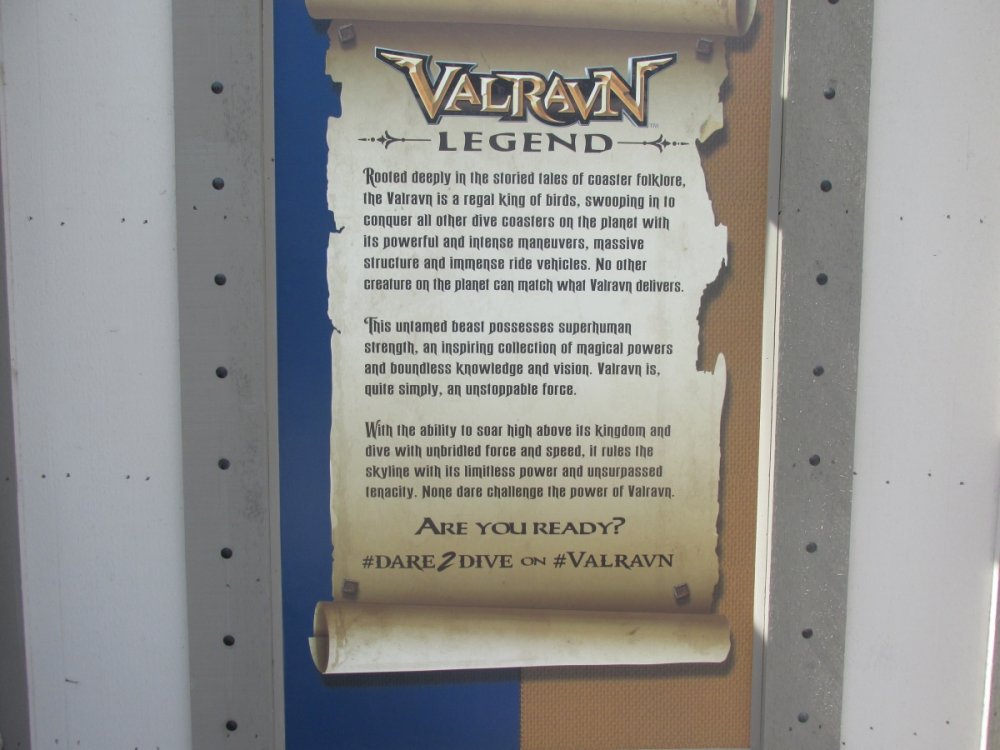 VALRAVN
LEGEND
Rooted deeply in the storied tales of coaster folklore,
the Valravn is a regal king of birds, swooping in to
conquer all other dive coasters on the planet with
its powerful and intense maneuvers, massive
structure and immense ride vehicles. No other
creature on the planet can match what Valravn delivers.
This untamed beast possesses superhuman
strength, an inspiring collection of magical powers
and boundless knowledge and vision. Valravn is,
quite simply, an unstoppable force.
With the ability to soar high above its kingdom and
dive with unbridled force and speed, it rules the
skyline with its limitless power and unsurpassed
tenacity. None dare challenge the power of Valravn.
ARE YOU READY?
#DARE2DIVE ON #VALRAVN